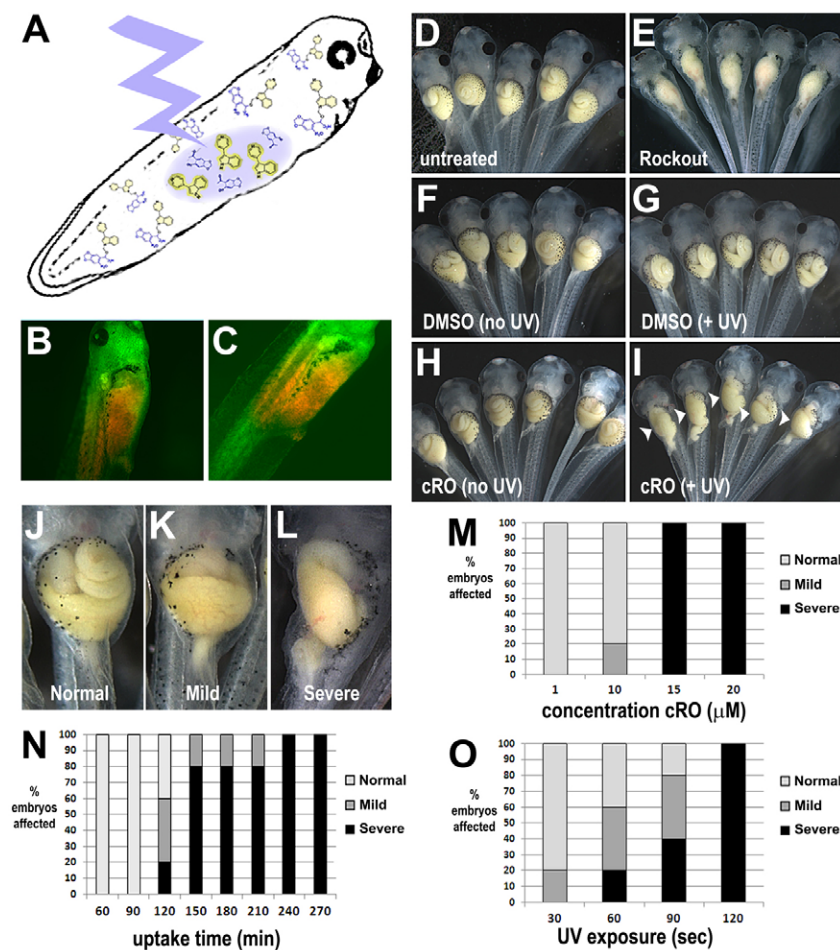 A
B
C
D
untreated
E
Rockout
F
DMSO (no UV)
G
DMSO (+ UV)
H
cRO (no UV)
I
cRO (+ UV)
J
Normal
K
Mild
L
Severe
M
%
embryos
affected
100
90
80
70
60
50
40
30
20
10
0
1 10 15 20
concentration cRO (μM)
Normal
Mild
Severe
N
%
embryos
affected
100
90
80
70
60
50
40
30
20
10
0
60 90 120 150 180 210 240 270
uptake time (min)
Normal
Mild
Severe
O
%
embryos
affected
100
90
80
70
60
50
40
30
20
10
0
30 60 90 120
UV exposure (sec)
Normal
Mild
Severe